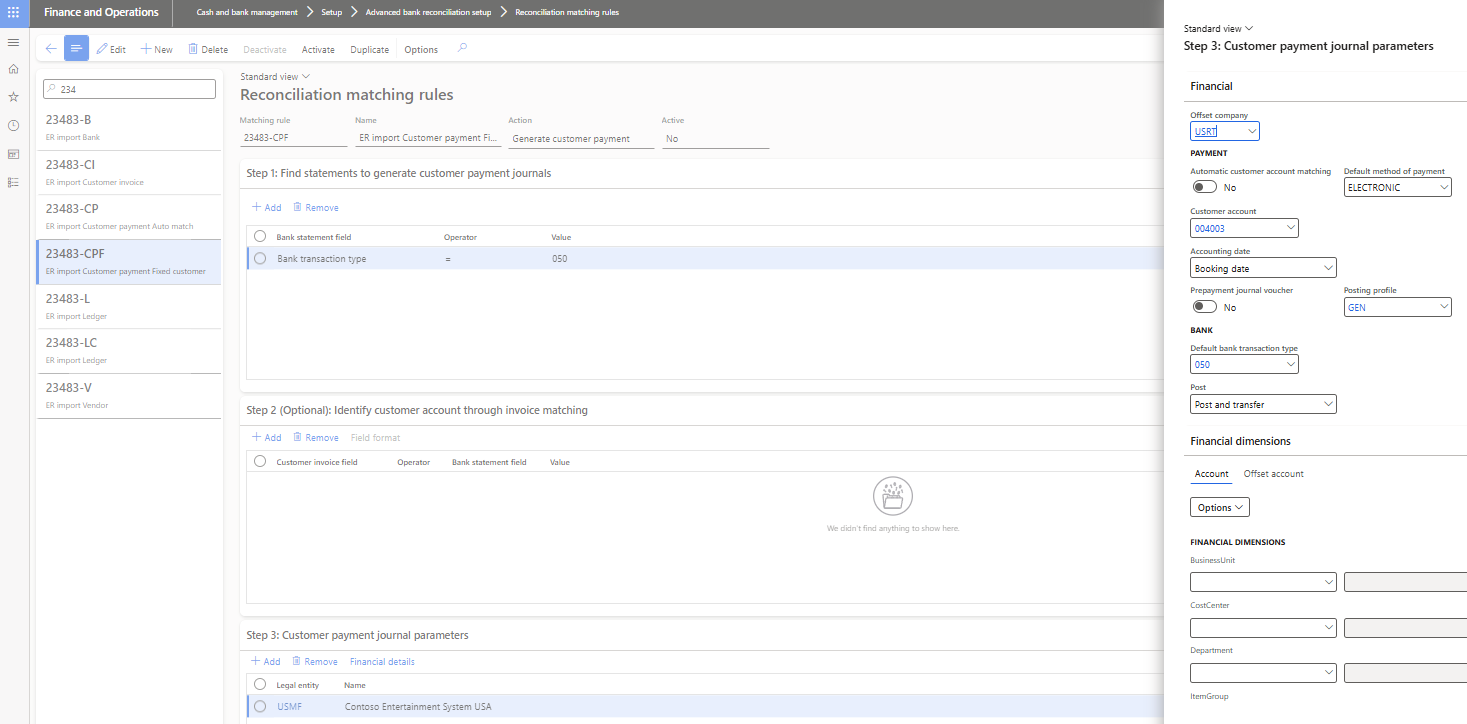 Finance and Operations
Cash and bank management > Setup > Advanced bank reconciliation setup > Reconciliation matching rules
Edit New Delete Deactivate Activate Duplicate Options
234
23483-B
ER import Bank
23483-CI
ER import Customer invoice
23483-CP
ER import Customer payment Auto match
23483-CPF
ER import Customer payment Fixed customer
23483-L
ER import Ledger
23483-LC
ER import Ledger
23483-V
ER import Vendor
Standard view
Reconciliation matching rules
Matching rule Name Action Active
23483-CPF ER import Customer payment Fi... Generate customer payment No
Step 1: Find statements to generate customer payment journals
Add Remove
Bank statement field Operator Value
Bank transaction type = 050
Step 2 (Optional): Identify customer account through invoice matching
Add Remove Field format
Customer invoice field Operator Bank statement field Value
We didn't find anything to show here.
Step 3: Customer payment journal parameters
Add Remove Financial details
Legal entity Name
USMF Contoso Entertainment System USA
Standard view
Step 3: Customer payment journal parameters
Financial
Offset company
USRT
PAYMENT
Automatic customer account matching Default method of payment
No ELECTRONIC
Customer account
004003
Accounting date
Booking date
Prepayment journal voucher Posting profile
No GEN
BANK
Default bank transaction type
050
Post
Post and transfer
Financial dimensions
Account Offset account
Options
FINANCIAL DIMENSIONS
BusinessUnit
CostCenter
Department
ItemGroup